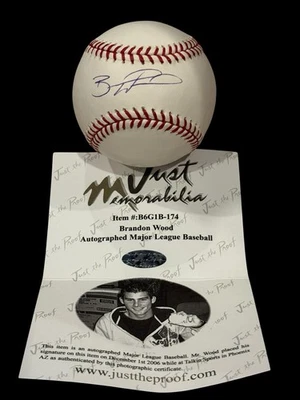 Just
Memorabilia
Item #:B6G1B-174
Brandon Wood
Autographed Major League Baseball
This item is an autographed Major League Baseball. Mr. Wood placed his
signature on this item on December 1st 2006 while at Talkin Sports in Phoenix
AZ as authenticated by this photographic certificate.
www.justtheproof.com